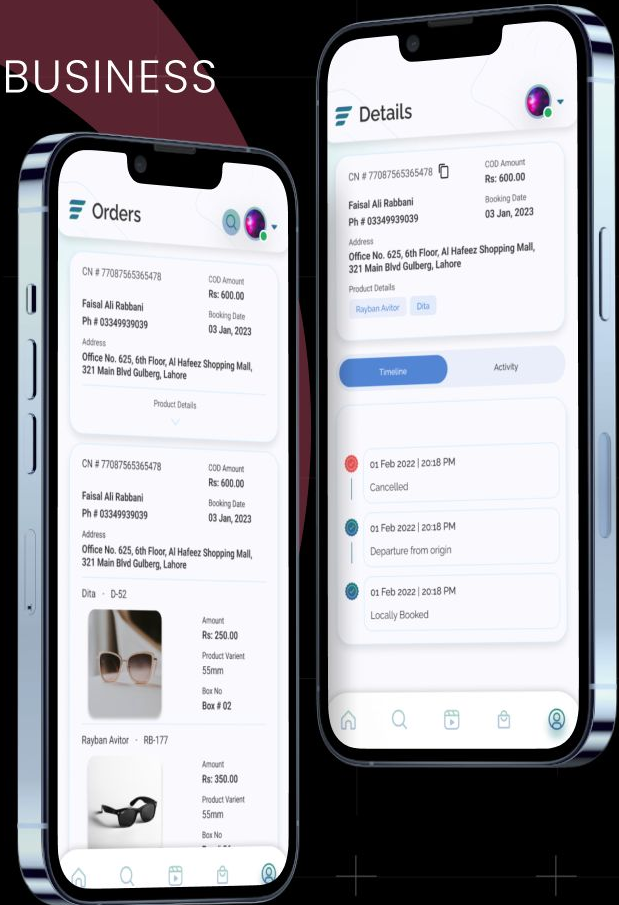 BUSINESS
Orders
CN # 77087565365478
COD Amount
Rs: 600.00
Faisal Ali Rabbani
Ph # 03349939039
Booking Date
03 Jan, 2023
Address
Office No. 625, 6th Floor, Al Hafeez Shopping Mall,
321 Main Blvd Gulberg, Lahore
Product Details
CN # 77087565365478
COD Amount
Rs: 600.00
Faisal Ali Rabbani
Ph # 03349939039
Booking Date
03 Jan, 2023
Address
Office No. 625, 6th Floor, Al Hafeez Shopping Mall,
321 Main Blvd Gulberg, Lahore
Dita · D-52
Amount
Rs: 250.00
Product Varient
55mm
Box No
Box # 02
Rayban Avitor · RB-177
Amount
Rs: 350.00
Product Varient
55mm
Box No
Details
CN # 77087565365478
COD Amount
Rs: 600.00
Faisal Ali Rabbani
Ph # 03349939039
Booking Date
03 Jan, 2023
Address
Office No. 625, 6th Floor, Al Hafeez Shopping Mall,
321 Main Blvd Gulberg, Lahore
Product Details
Rayban Avitor Dita
Timeline Activity
01 Feb 2022 | 20:18 PM
Cancelled
01 Feb 2022 | 20:18 PM
Departure from origin
01 Feb 2022 | 20:18 PM
Locally Booked